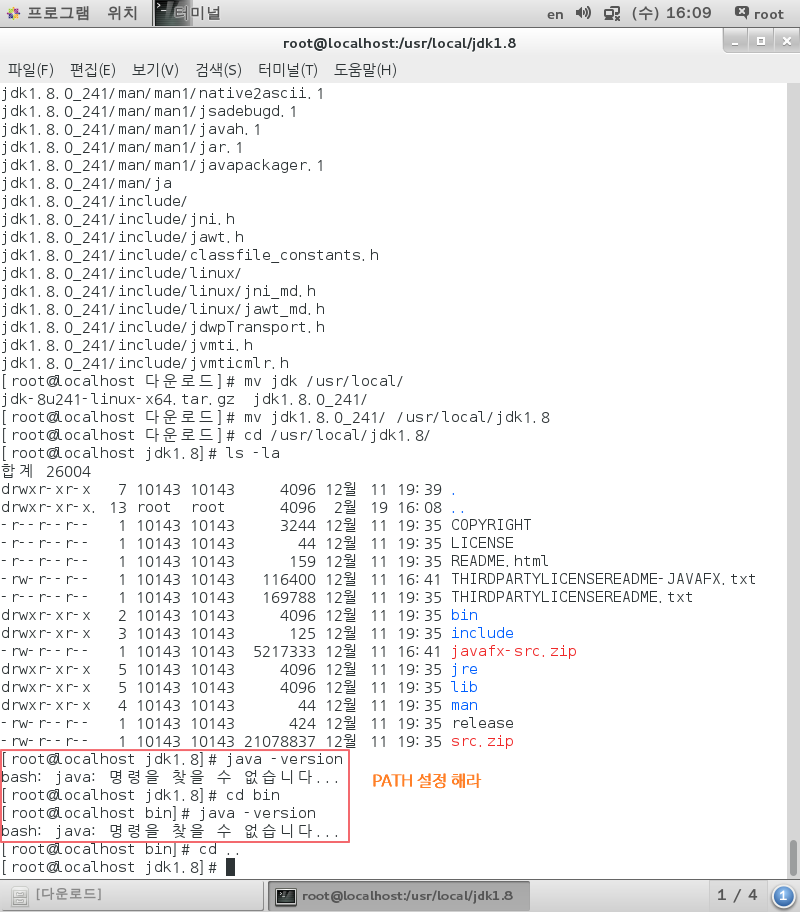 프로그램 위치 터미널 en (수) 16:09 root
root@localhost:/usr/local/jdk1.8
파일(F) 편집(E) 보기(V) 검색(S) 터미널(T) 도움말(H)
jdk1.8.0_241/man/man1/native2ascii.1
jdk1.8.0_241/man/man1/jsadebugd.1
jdk1.8.0_241/man/man1/javah.1
jdk1.8.0_241/man/man1/jar.1
jdk1.8.0_241/man/man1/javapackager.1
jdk1.8.0_241/man/ja
jdk1.8.0_241/include/
jdk1.8.0_241/include/jni.h
jdk1.8.0_241/include/jawt.h
jdk1.8.0_241/include/classfile_constants.h
jdk1.8.0_241/include/linux/
jdk1.8.0_241/include/linux/jni_md.h
jdk1.8.0_241/include/linux/jawt_md.h
jdk1.8.0_241/include/jdwpTransport.h
jdk1.8.0_241/include/jvmti.h
jdk1.8.0_241/include/jvmticmlr.h
[root@localhost 다운로드]# mv jdk /usr/local/
jdk-8u241-linux-x64.tar.gz  jdk1.8.0_241/
[root@localhost 다운로드]# mv jdk1.8.0_241/ /usr/local/jdk1.8
[root@localhost 다운로드]# cd /usr/local/jdk1.8/
[root@localhost jdk1.8]# ls -la
합계 26004
drwxr-xr-x   7 10143 10143     4096 12월  11 19:39 .
drwxr-xr-x. 13 root  root      4096  2월  19 16:08 ..
-r--r--r--   1 10143 10143     3244 12월  11 19:35 COPYRIGHT
-r--r--r--   1 10143 10143       44 12월  11 19:35 LICENSE
-r--r--r--   1 10143 10143      159 12월  11 19:35 README.html
-rw-r--r--   1 10143 10143   116400 12월  11 16:41 THIRDPARTYLICENSEREADME-JAVAFX.txt
-r--r--r--   1 10143 10143   169788 12월  11 19:35 THIRDPARTYLICENSEREADME.txt
drwxr-xr-x   2 10143 10143     4096 12월  11 19:35 bin
drwxr-xr-x   3 10143 10143      125 12월  11 19:35 include
-rw-r--r--   1 10143 10143  5217333 12월  11 16:41 javafx-src.zip
drwxr-xr-x   5 10143 10143     4096 12월  11 19:35 jre
drwxr-xr-x   5 10143 10143     4096 12월  11 19:35 lib
drwxr-xr-x   4 10143 10143       44 12월  11 19:35 man
-rw-r--r--   1 10143 10143      424 12월  11 19:35 release
-rw-r--r--   1 10143 10143 21078837 12월  11 19:35 src.zip
[root@localhost jdk1.8]# java -version
bash: java: 명령을 찾을 수 없습니다...
PATH 설정 해라
[root@localhost jdk1.8]# cd bin
[root@localhost bin]# java -version
bash: java: 명령을 찾을 수 없습니다...
[root@localhost bin]# cd ..
[root@localhost jdk1.8]#
[다운로드] root@localhost:/usr/local/jdk1.8 1 / 4 1